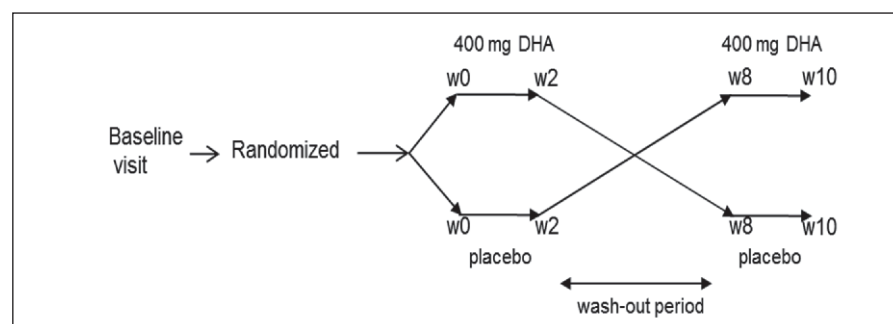 400 mg DHA 400 mg DHA
w0 w2 w8 w10
Baseline
visit
Randomized
w0 w2 w8 w10
placebo placebo
wash-out period